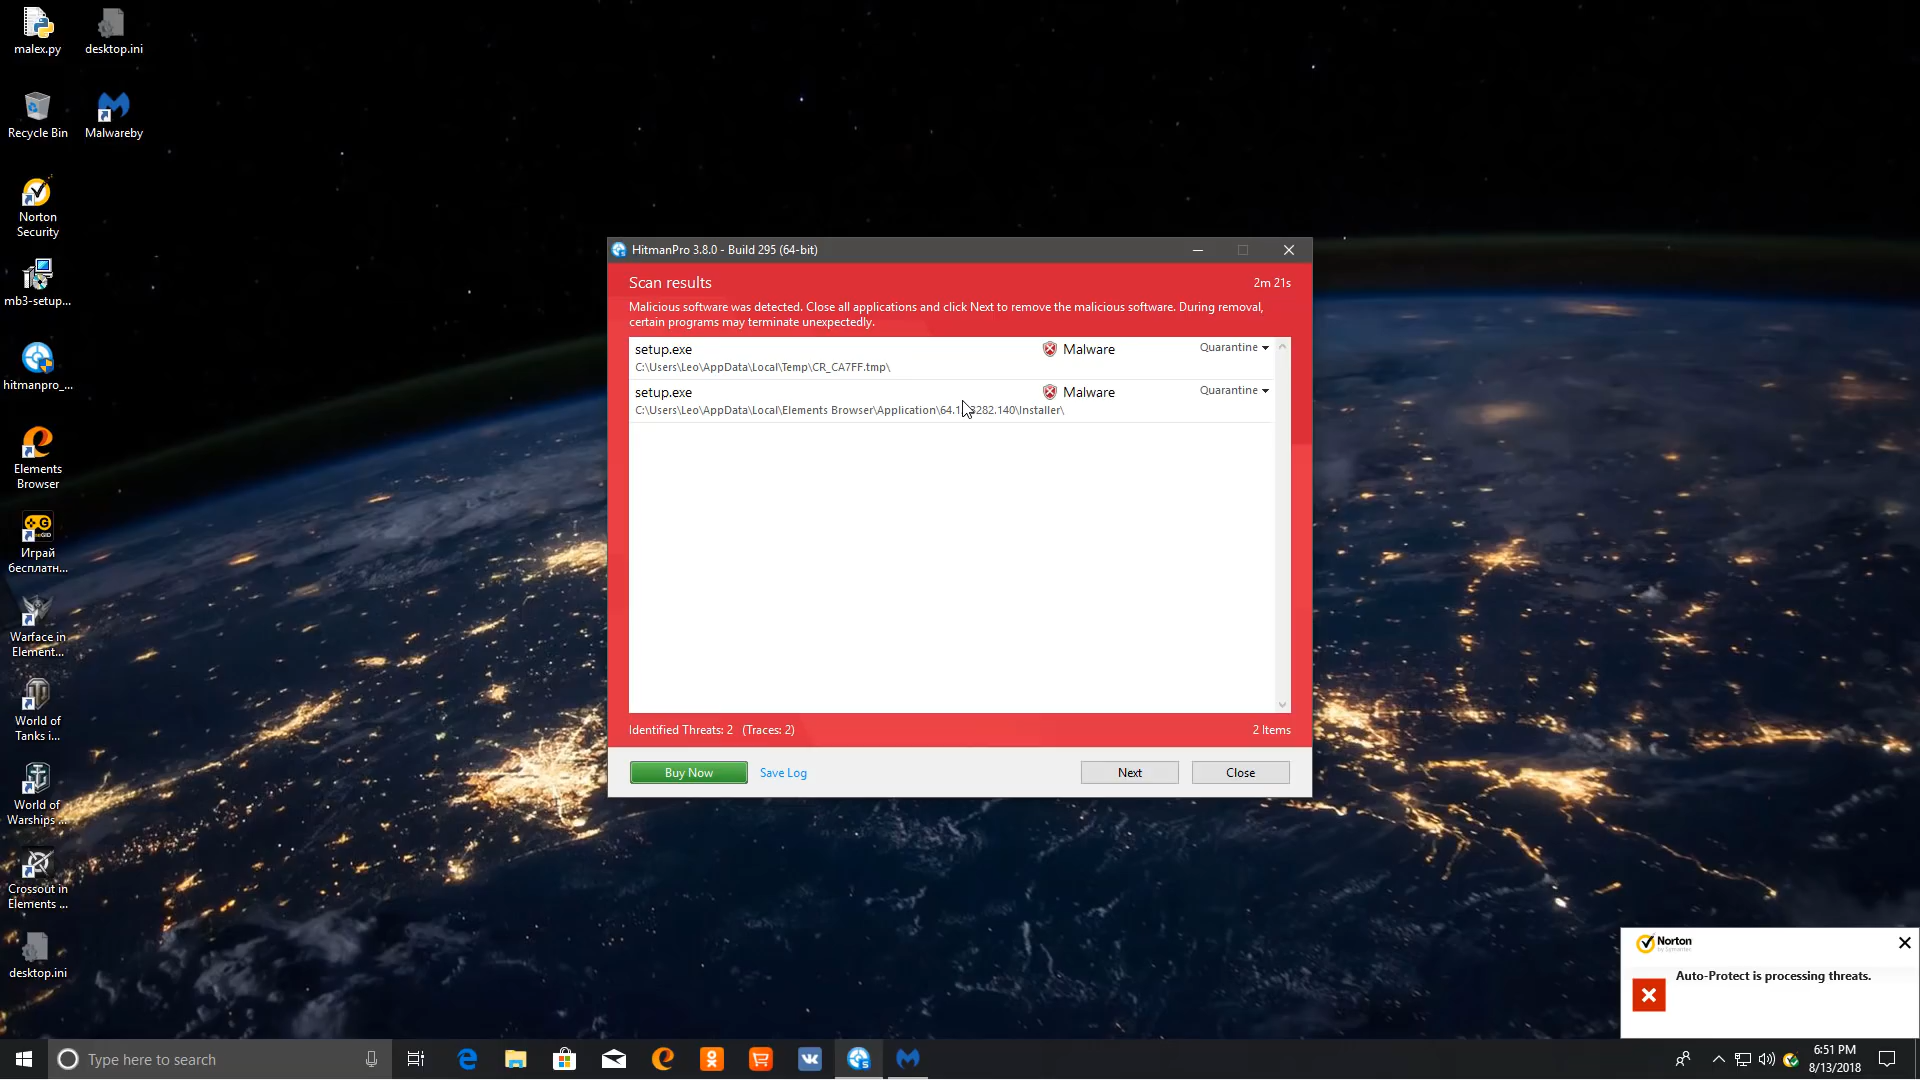 malex.py
desktop.ini
Recycle Bin
Malwareby
Norton
Security
mb3-setup...
hitmanpro_...
Elements
Browser
Играй
бесплатн...
Warface in
Element...
World of
Tanks i...
World of
Warships ...
Crossout in
Elements ...
desktop.ini
HitmanPro 3.8.0 - Build 295 (64-bit)
Scan results
2m 21s
Malicious software was detected. Close all applications and click Next to remove the malicious software. During removal,
certain programs may terminate unexpectedly.
setup.exe
Malware
Quarantine
C:\Users\Leo\AppData\Local\Temp\CR_CA7FF.tmp\
setup.exe
Malware
Quarantine
C:\Users\Leo\AppData\Local\Elements Browser\Application\64.1 3282.140\Installer\
Identified Threats: 2 (Traces: 2)
2 Items
Buy Now
Save Log
Next
Close
Norton
by Symantec
Auto-Protect is processing threats.
Type here to search
6:51 PM
8/13/2018